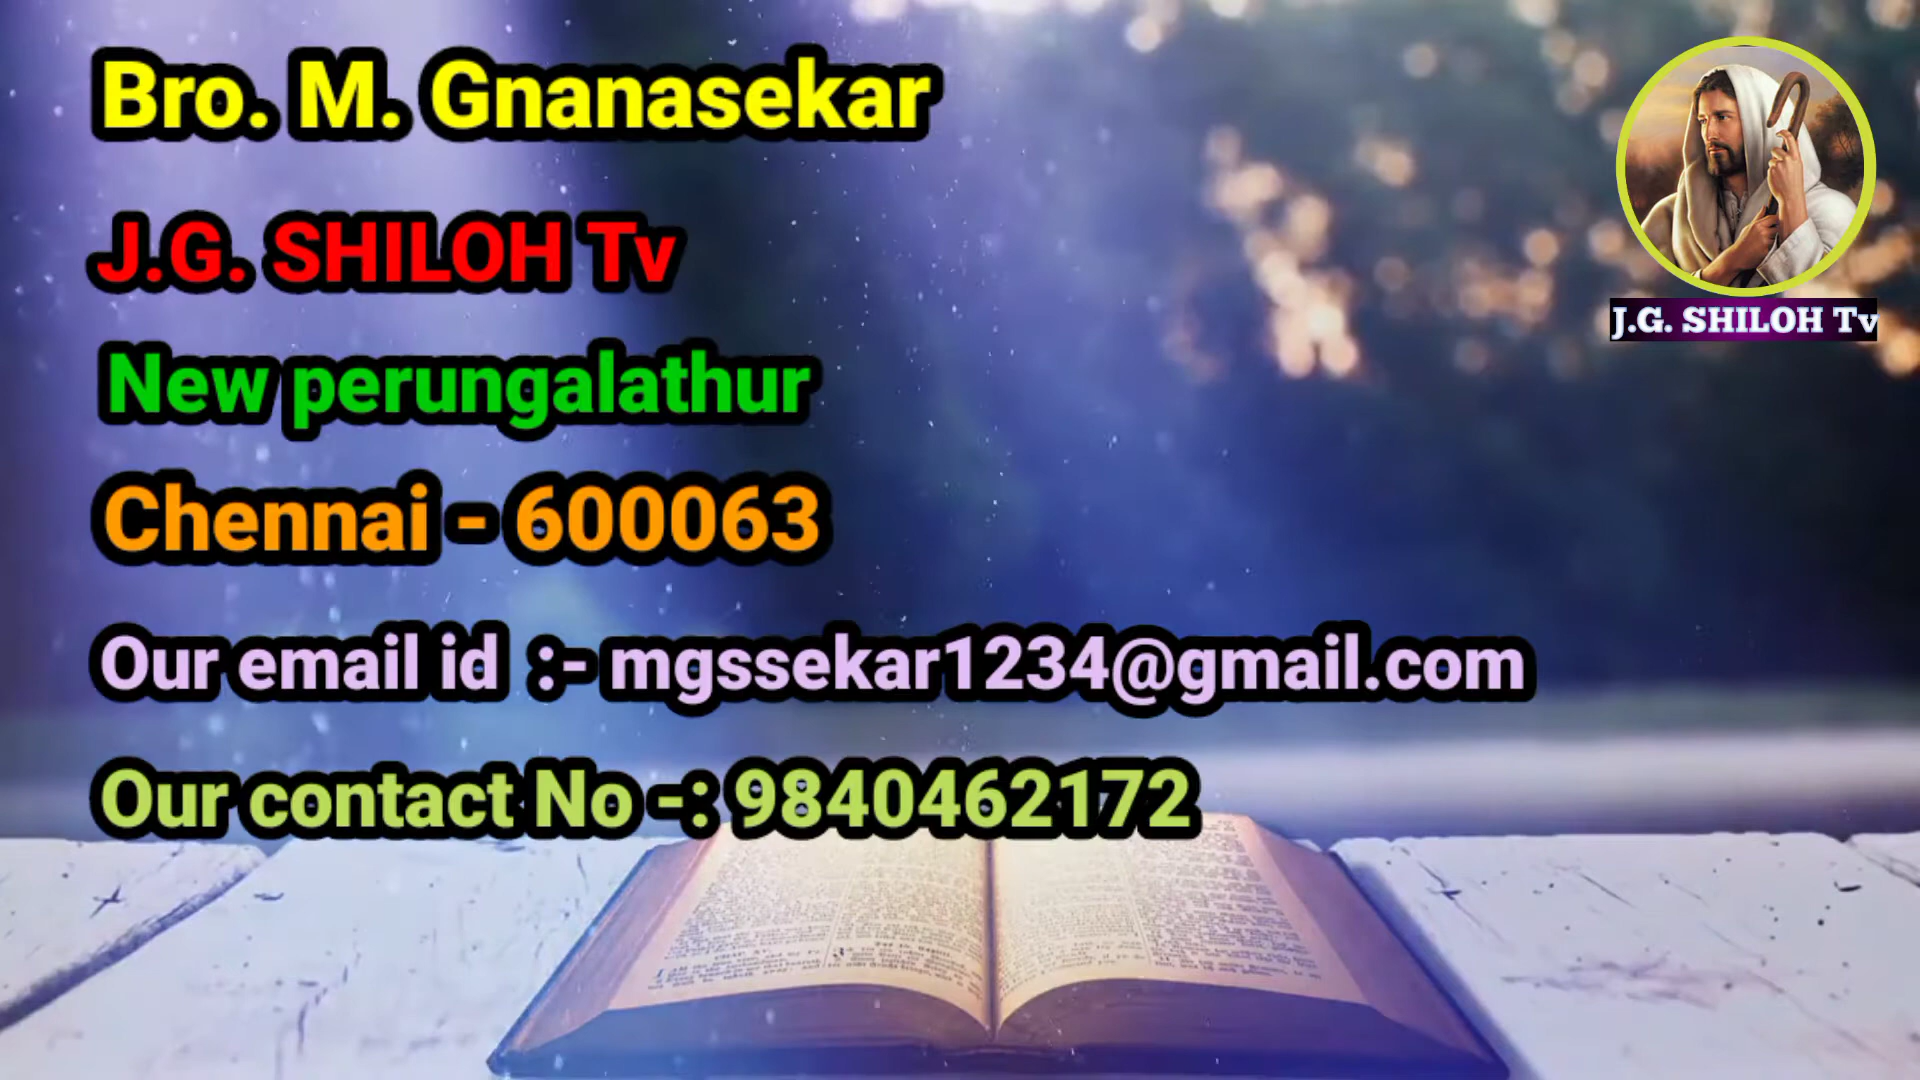 Bro. M. Gnanasekar
J.G. SHILOH Tv
J.G. SHILOH Tv
New perungalathur
Chennai - 600063
Our email id :- mgssekar1234@gmail.com
Our contact No -: 9840462172